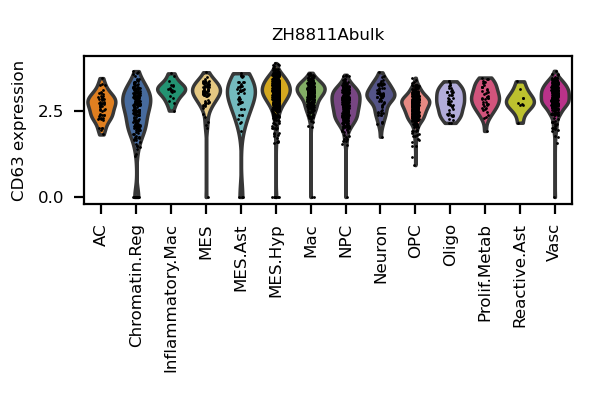 ZH8811Abulk
CD63 expression
2.5
0.0
AC
Chromatin.Reg
Inflammatory.Mac
MES
MES.Ast
MES.Hyp
Mac
NPC
Neuron
OPC
Oligo
Prolif.Metab
Reactive.Ast
Vasc